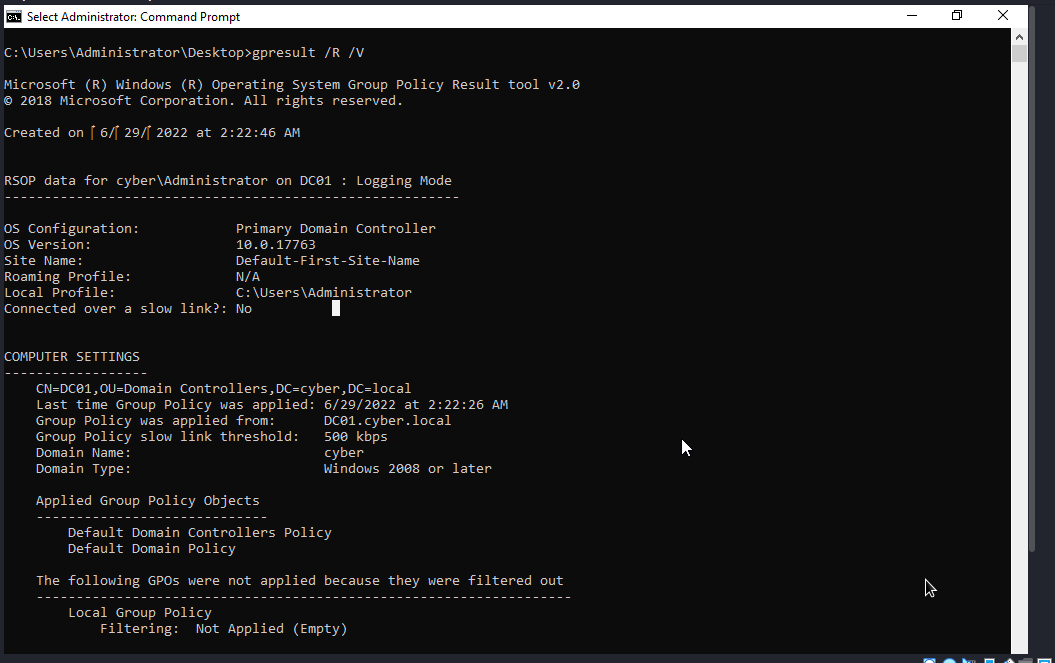 Select Administrator: Command Prompt
C:\Users\Administrator\Desktop>gpresult /R /V
Microsoft (R) Windows (R) Operating System Group Policy Result tool v2.0
© 2018 Microsoft Corporation. All rights reserved.
Created on 6/ 29/ 2022 at 2:22:46 AM
RSOP data for cyber\Administrator on DC01 : Logging Mode
---------------------------------------------------------
OS Configuration: Primary Domain Controller
OS Version: 10.0.17763
Site Name: Default-First-Site-Name
Roaming Profile: N/A
Local Profile: C:\Users\Administrator
Connected over a slow link?: No
COMPUTER SETTINGS
------------------
CN=DC01,OU=Domain Controllers,DC=cyber,DC=local
Last time Group Policy was applied: 6/29/2022 at 2:22:26 AM
Group Policy was applied from: DC01.cyber.local
Group Policy slow link threshold: 500 kbps
Domain Name: cyber
Domain Type: Windows 2008 or later
Applied Group Policy Objects
-----------------------------
Default Domain Controllers Policy
Default Domain Policy
The following GPOs were not applied because they were filtered out
-------------------------------------------------------------------
Local Group Policy
Filtering: Not Applied (Empty)